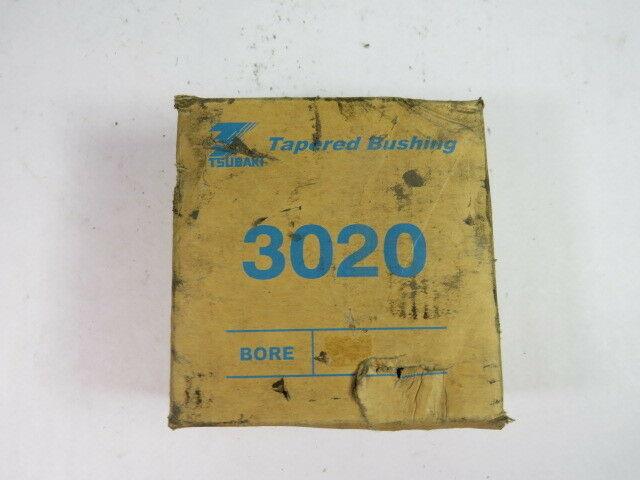 TSUBAKI
Tapered Bushing
3020
BORE